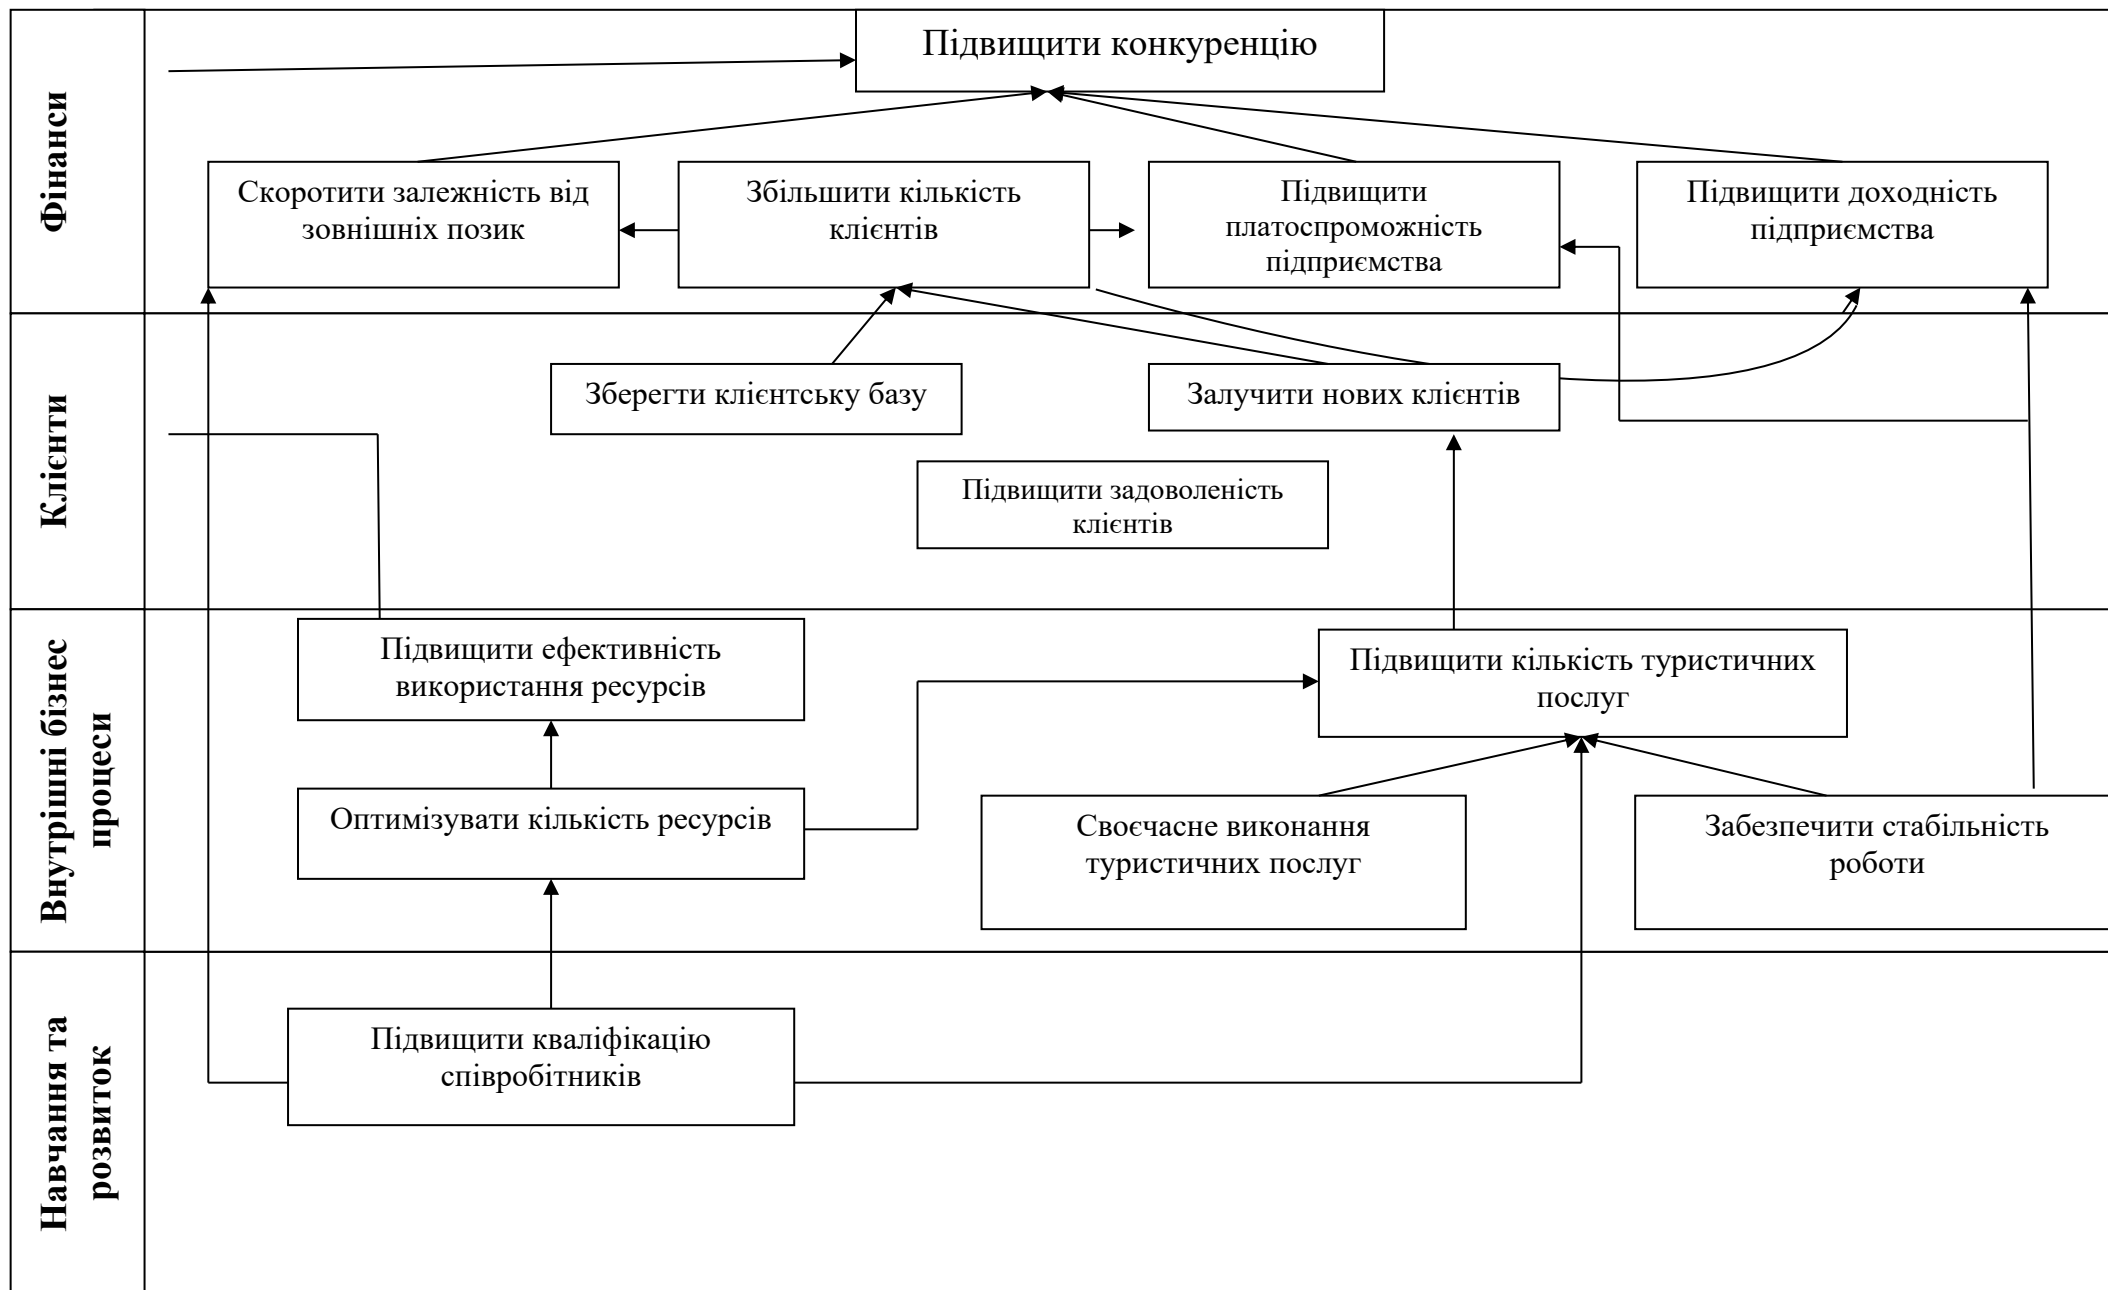 Фінанси
Підвищити конкуренцію
Скоротити залежність від
зовнішніх позик
Збільшити кількість
клієнтів
Підвищити
платоспроможність
підприємства
Підвищити доходність
підприємства
Клієнти
Зберегти клієнтську базу
Залучити нових клієнтів
Підвищити задоволеність
клієнтів
Внутрішні бізнес
процеси
Підвищити ефективність
використання ресурсів
Підвищити кількість туристичних
послуг
Оптимізувати кількість ресурсів
Своєчасне виконання
туристичних послуг
Забезпечити стабільність
роботи
Навчання та
розвиток
Підвищити кваліфікацію
співробітників